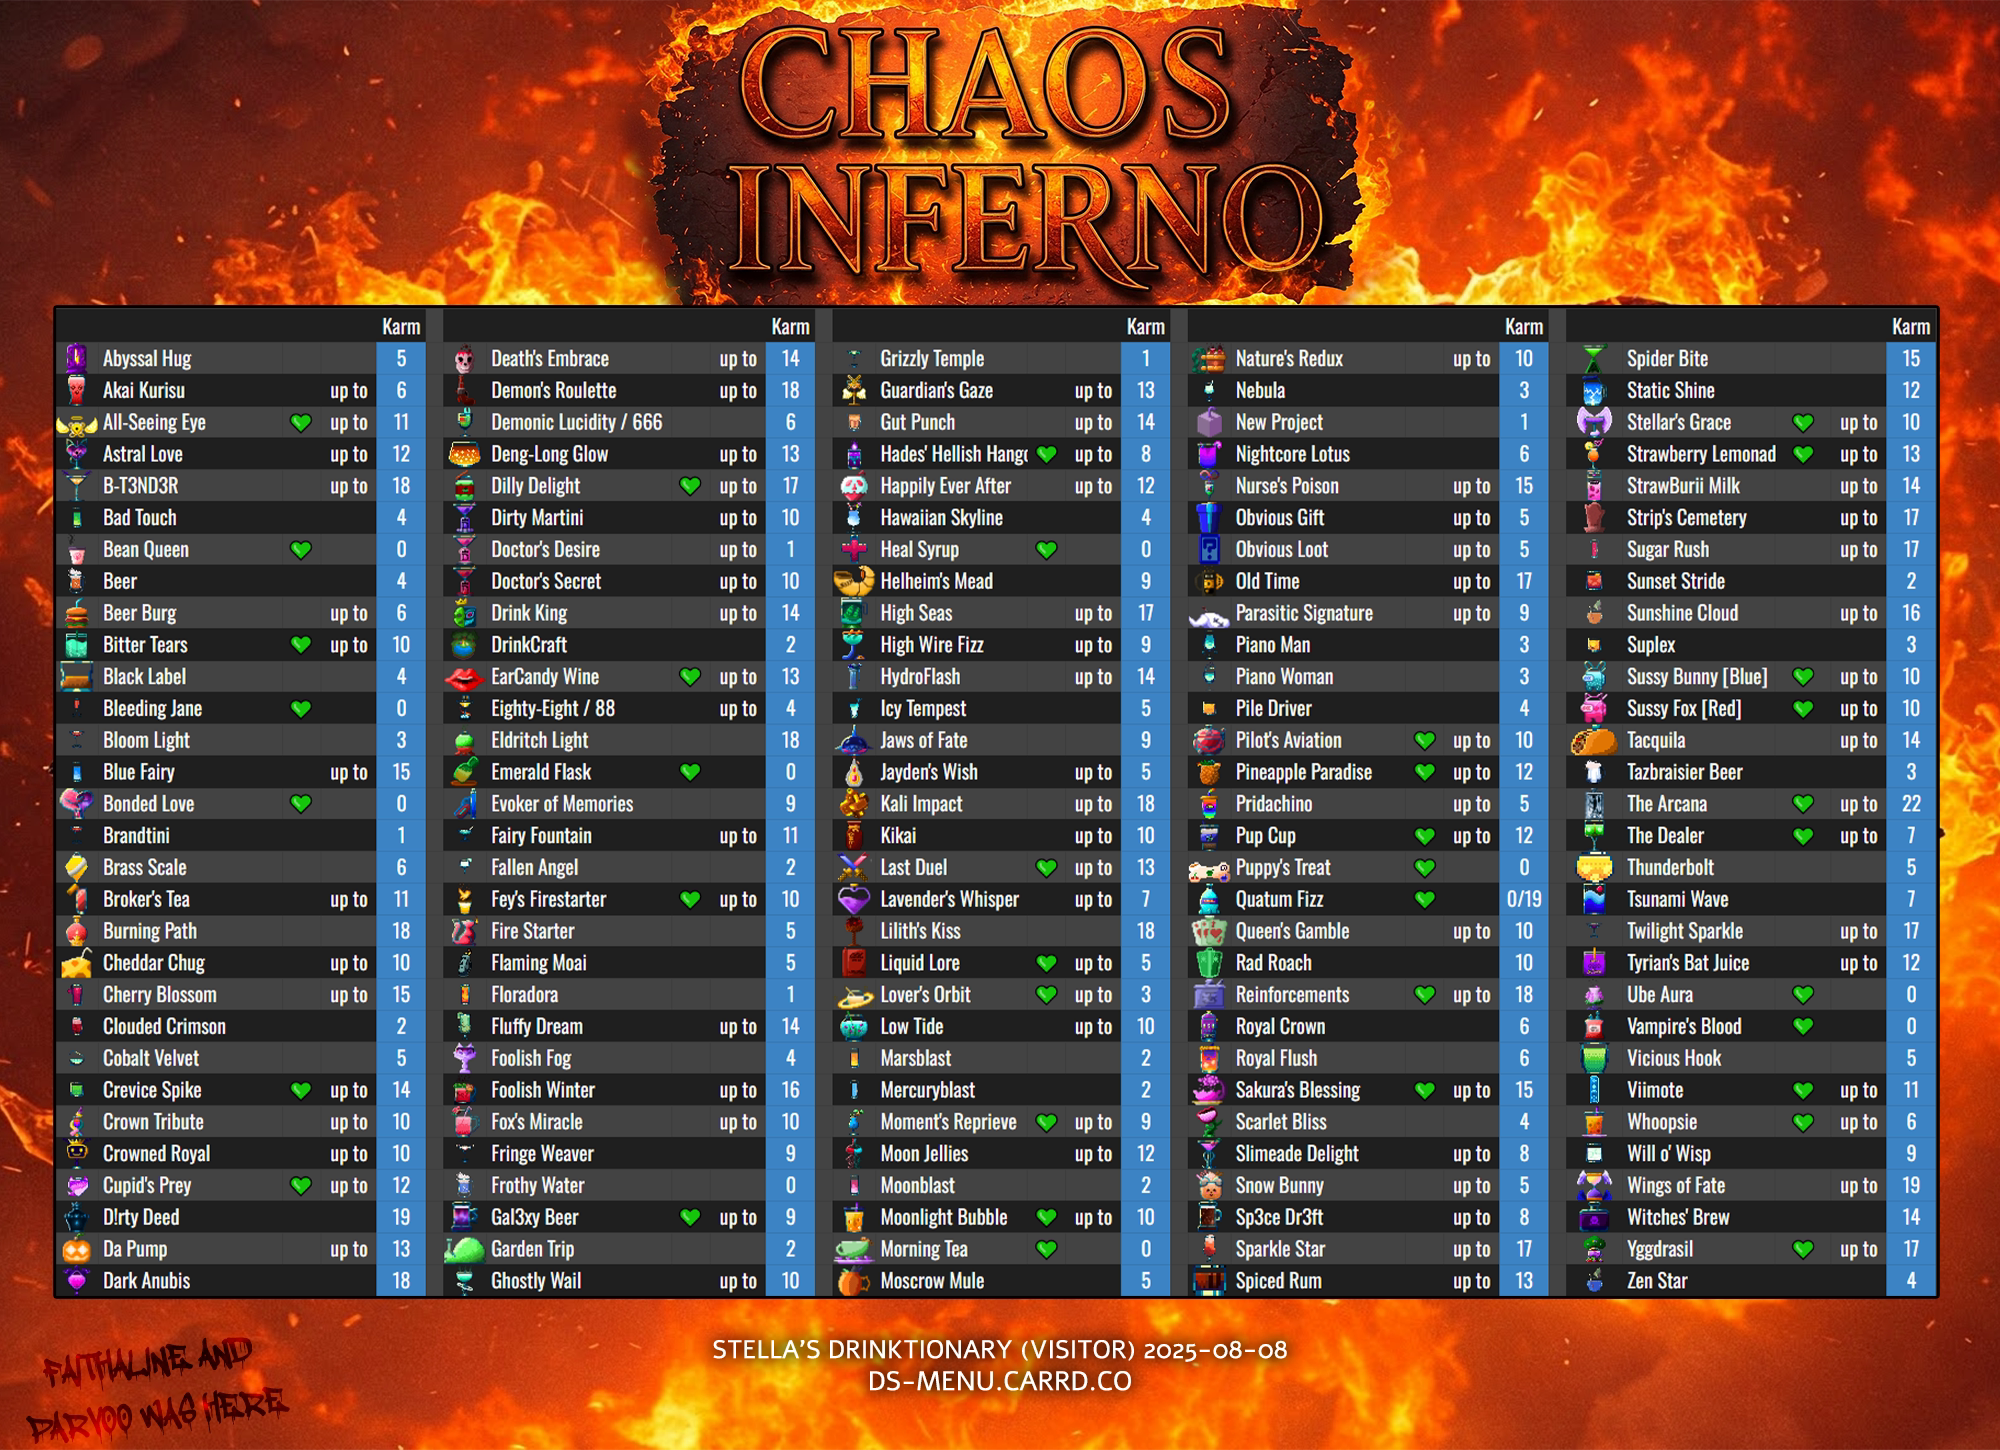 CHAOS
INFERNO
Karm
Abyssal Hug 5
Akai Kurisu up to 6
All-Seeing Eye up to 11
Astral Love up to 12
B-T3ND3R up to 18
Bad Touch 4
Bean Queen 0
Beer 4
Beer Burg up to 6
Bitter Tears up to 10
Black Label 4
Bleeding Jane 0
Bloom Light 3
Blue Fairy up to 15
Bonded Love 0
Brandtini 1
Brass Scale 6
Broker's Tea up to 11
Burning Path 18
Cheddar Chug up to 10
Cherry Blossom up to 15
Clouded Crimson 2
Cobalt Velvet 5
Crevice Spike up to 14
Crown Tribute up to 10
Crowned Royal up to 10
Cupid's Prey up to 12
D!rty Deed 19
Da Pump up to 13
Dark Anubis 18
Karm
Death's Embrace up to 14
Demon's Roulette up to 18
Demonic Lucidity / 666 6
Deng-Long Glow up to 13
Dilly Delight up to 17
Dirty Martini up to 10
Doctor's Desire up to 1
Doctor's Secret up to 10
Drink King up to 14
DrinkCraft 2
EarCandy Wine up to 13
Eighty-Eight / 88 up to 4
Eldritch Light 18
Emerald Flask 0
Evoker of Memories 9
Fairy Fountain up to 11
Fallen Angel 2
Fey's Firestarter up to 10
Fire Starter 5
Flaming Moai 5
Floradora 1
Fluffy Dream up to 14
Foolish Fog 4
Foolish Winter up to 16
Fox's Miracle up to 10
Fringe Weaver 9
Frothy Water 0
Gal3xy Beer up to 9
Garden Trip 2
Ghostly Wail up to 10
Karm
Grizzly Temple 1
Guardian's Gaze up to 13
Gut Punch up to 14
Hades' Hellish Hang up to 8
Happily Ever After up to 12
Hawaiian Skyline 4
Heal Syrup 0
Helheim's Mead 9
High Seas up to 17
High Wire Fizz up to 9
HydroFlash up to 14
Icy Tempest 5
Jaws of Fate 9
Jayden's Wish up to 5
Kali Impact up to 18
Kikai up to 10
Last Duel up to 13
Lavender's Whisper up to 7
Lilith's Kiss 18
Liquid Lore up to 5
Lover's Orbit up to 3
Low Tide up to 10
Marsblast 2
Mercuryblast 2
Moment's Reprieve up to 9
Moon Jellies up to 12
Moonblast 2
Moonlight Bubble up to 10
Morning Tea 0
Moscrow Mule 5
Karm
Nature's Redux up to 10
Nebula 3
New Project 1
Nightcore Lotus 6
Nurse's Poison up to 15
Obvious Gift up to 5
Obvious Loot up to 5
Old Time up to 17
Parasitic Signature up to 9
Piano Man 3
Piano Woman 3
Pile Driver 4
Pilot's Aviation up to 10
Pineapple Paradise up to 12
Pridachino up to 5
Pup Cup up to 12
Puppy's Treat 0
Quatum Fizz 0/19
Queen's Gamble up to 10
Rad Roach 10
Reinforcements up to 18
Royal Crown 6
Royal Flush 6
Sakura's Blessing up to 15
Scarlet Bliss 4
Slimeade Delight up to 8
Snow Bunny up to 5
Sp3ce Dr3ft up to 8
Sparkle Star up to 17
Spiced Rum up to 13
Karm
Spider Bite 15
Static Shine 12
Stellar's Grace up to 10
Strawberry Lemonad up to 13
StrawBurii Milk up to 14
Strip's Cemetery up to 17
Sugar Rush up to 17
Sunset Stride 2
Sunshine Cloud up to 16
Suplex 3
Sussy Bunny [Blue] up to 10
Sussy Fox [Red] up to 10
Tacquila up to 14
Tazbraisier Beer 3
The Arcana up to 22
The Dealer up to 7
Thunderbolt 5
Tsunami Wave 7
Twilight Sparkle up to 17
Tyrian's Bat Juice up to 12
Ube Aura 0
Vampire's Blood 0
Vicious Hook 5
Viimote up to 11
Whoopsie up to 6
Will o' Wisp 9
Wings of Fate up to 19
Witches' Brew 14
Yggdrasil up to 17
Zen Star 4
STELLA'S DRINKTIONARY (VISITOR) 2025-08-08
DS-MENU.CARRD.CO
FAITHALINE AND
DARYOO WAS HERE